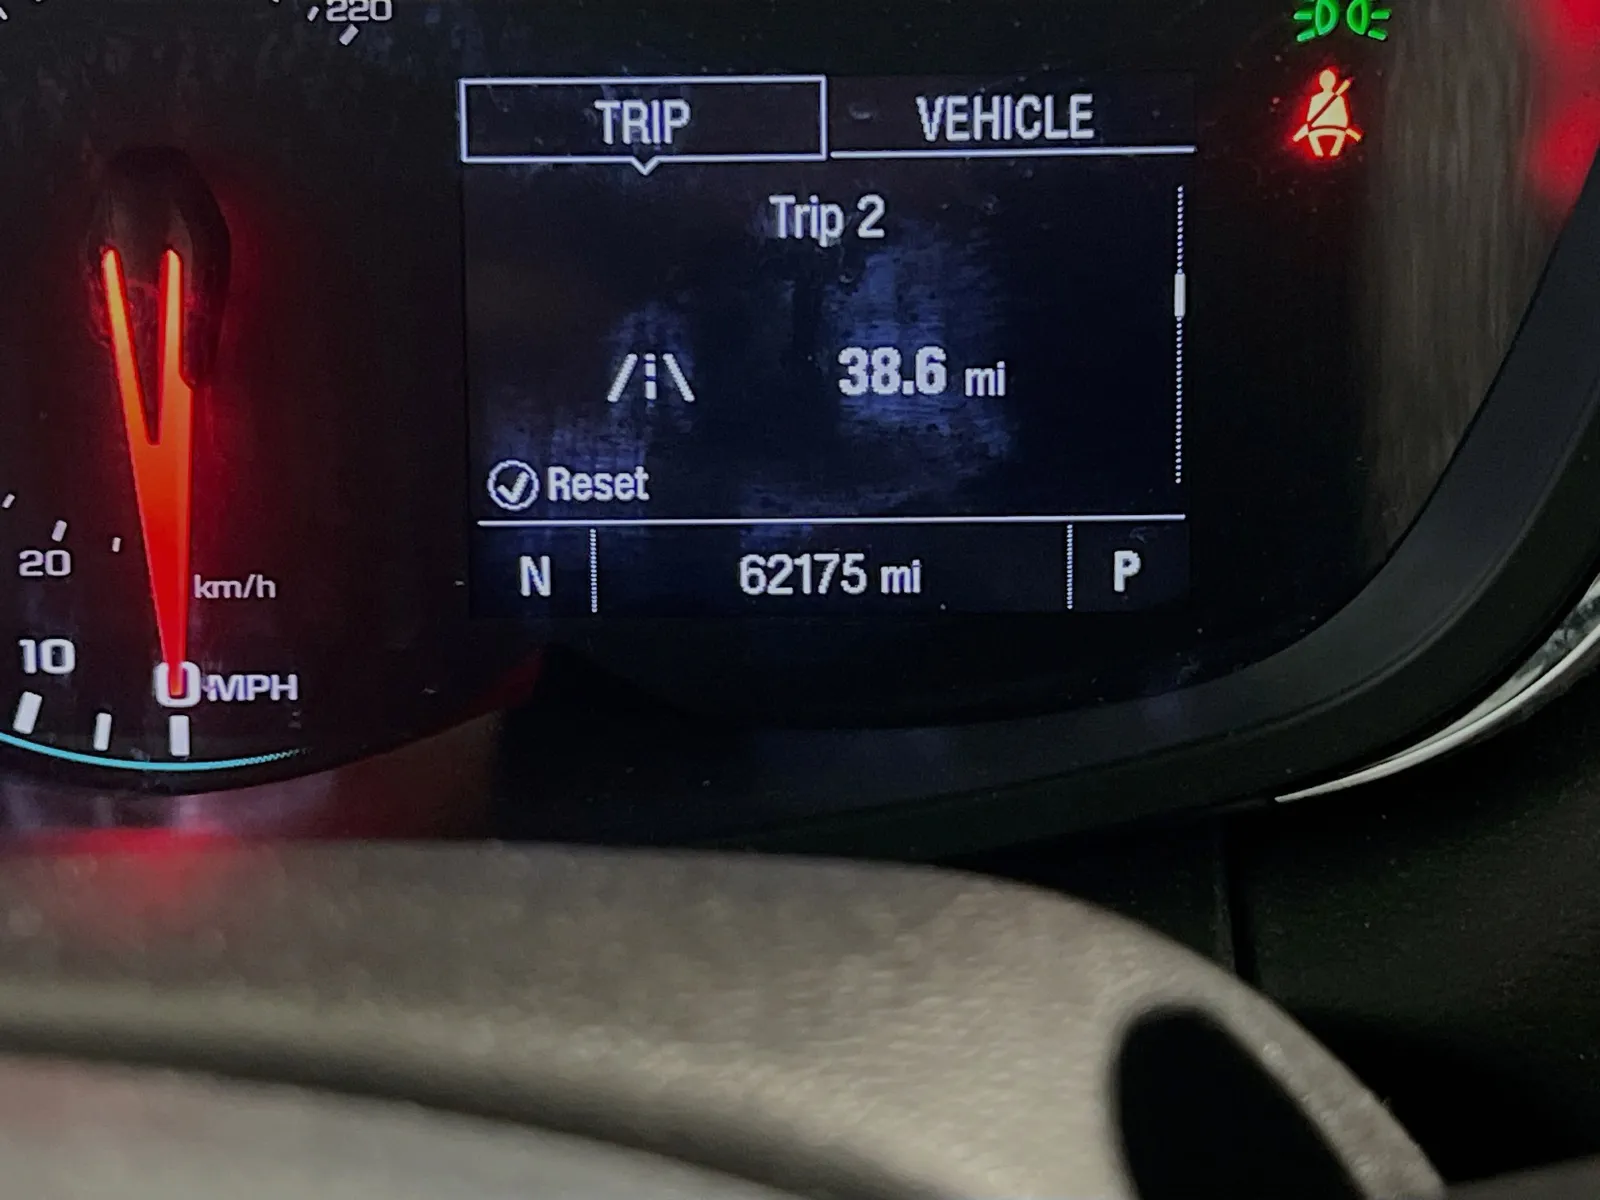 220
TRIP VEHICLE
Trip 2
38.6 mi
Reset
N 62175 mi P
20
km/h
10
0 MPH